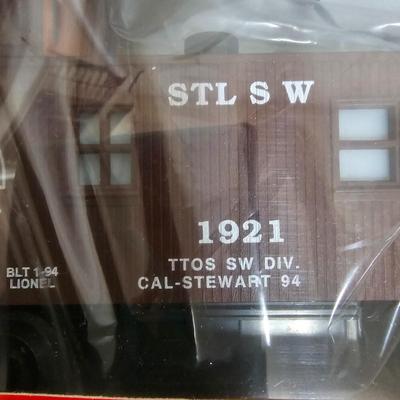 STL S W
1921
TTOS SW DIV.
CAL-STEWART 94
BLT 1-94
LIONEL